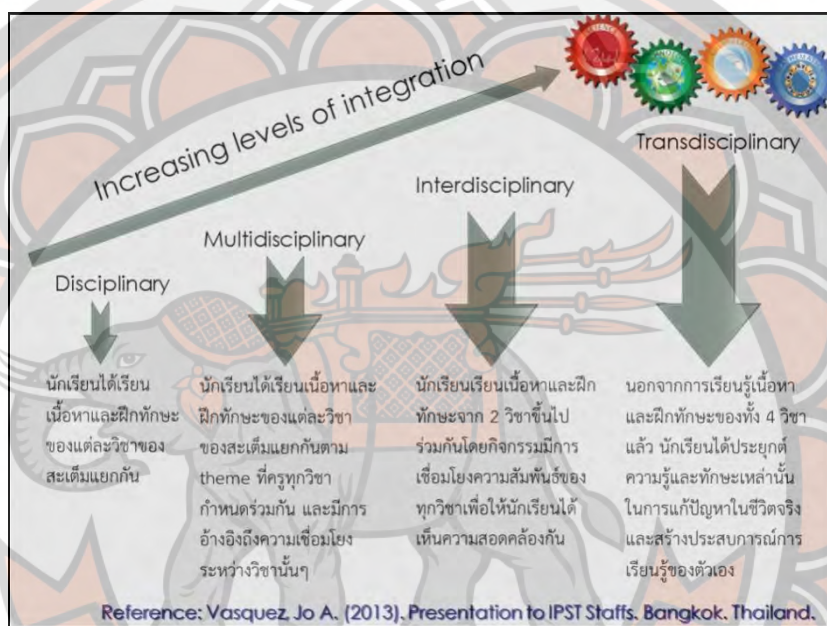 Increasing levels of integration
Transdisciplinary
Interdisciplinary
Multidisciplinary
Disciplinary
นักเรียนได้เรียน
เนื้อหาและฝึกทักษะ
ของแต่ละวิชาของ
สะเต็มแยกกัน
นักเรียนได้เรียนเนื้อหาและ
ฝึกทักษะของแต่ละวิชา
ของสะเต็มแยกกันตาม
theme ที่ครูทุกวิชา
กำหนดร่วมกัน และมีการ
อ้างอิงถึงความเชื่อมโยง
ระหว่างวิชานั้นๆ
นักเรียนเรียนเนื้อหาและฝึก
ทักษะจาก 2 วิชาขึ้นไป
ร่วมกันโดยกิจกรรมมีการ
เชื่อมโยงความสัมพันธ์ของ
ทุกวิชาเพื่อให้นักเรียนได้
เห็นความสอดคล้องกัน
นอกจากการเรียนรู้เนื้อหา
และฝึกทักษะของทั้ง 4 วิชา
แล้ว นักเรียนได้ประยุกต์
ความรู้และทักษะเหล่านั้น
ในการแก้ปัญหาในชีวิตจริง
และสร้างประสบการณ์การ
เรียนรู้ของตัวเอง
Reference: Vasquez, Jo A. (2013). Presentation to IPST Staffs. Bangkok. Thailand.